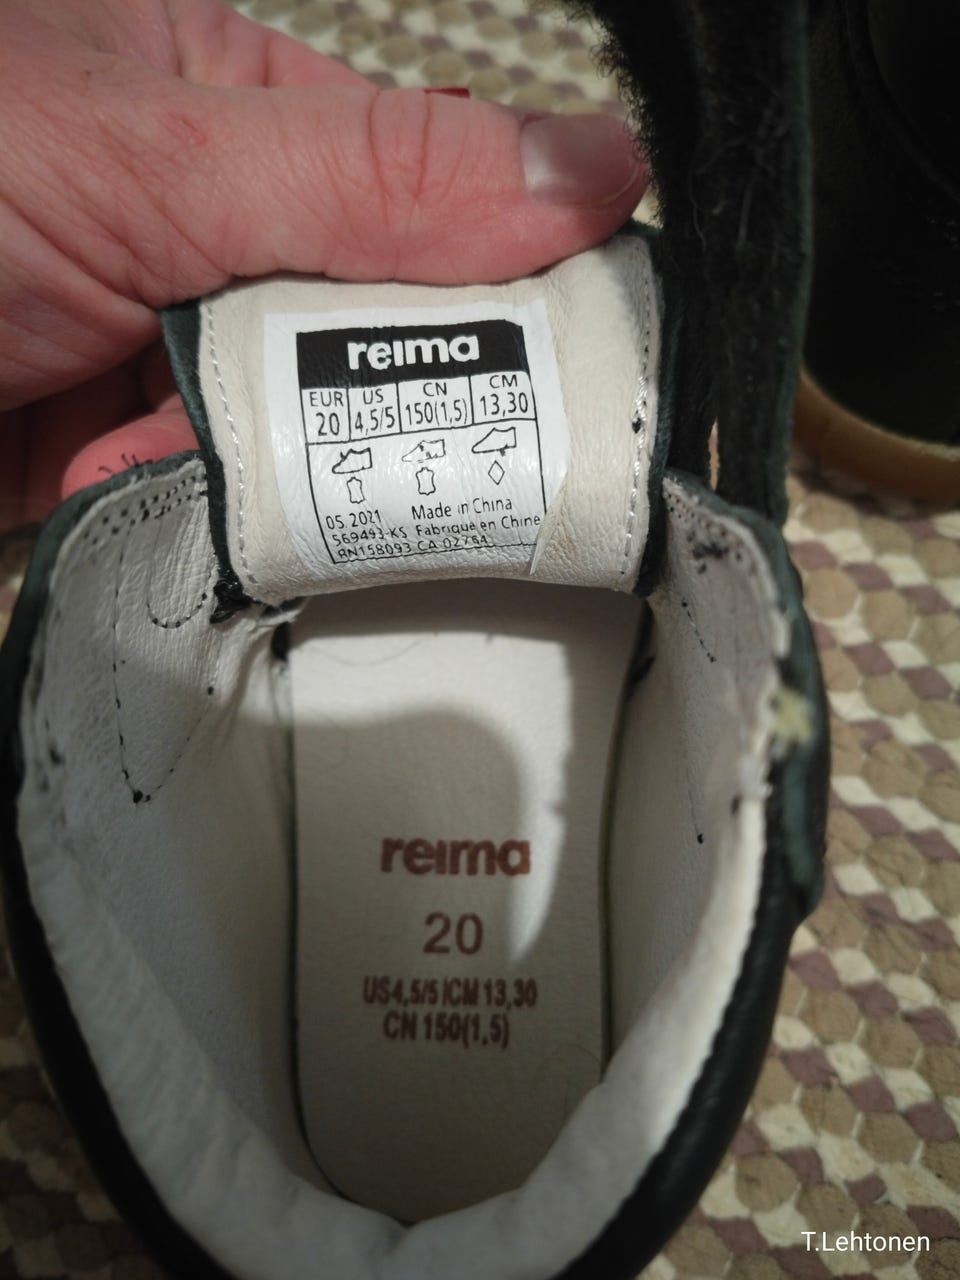 reima
EUR US CN CM
20 4,5/5 150(1,5) 13,30
05.2021 Made in China
569493-KS Fabriqué en Chine
RN158093 CA 02764
reima
20
US4,5/5/CM 13,30
CN 150(1,5)
T.Lehtonen